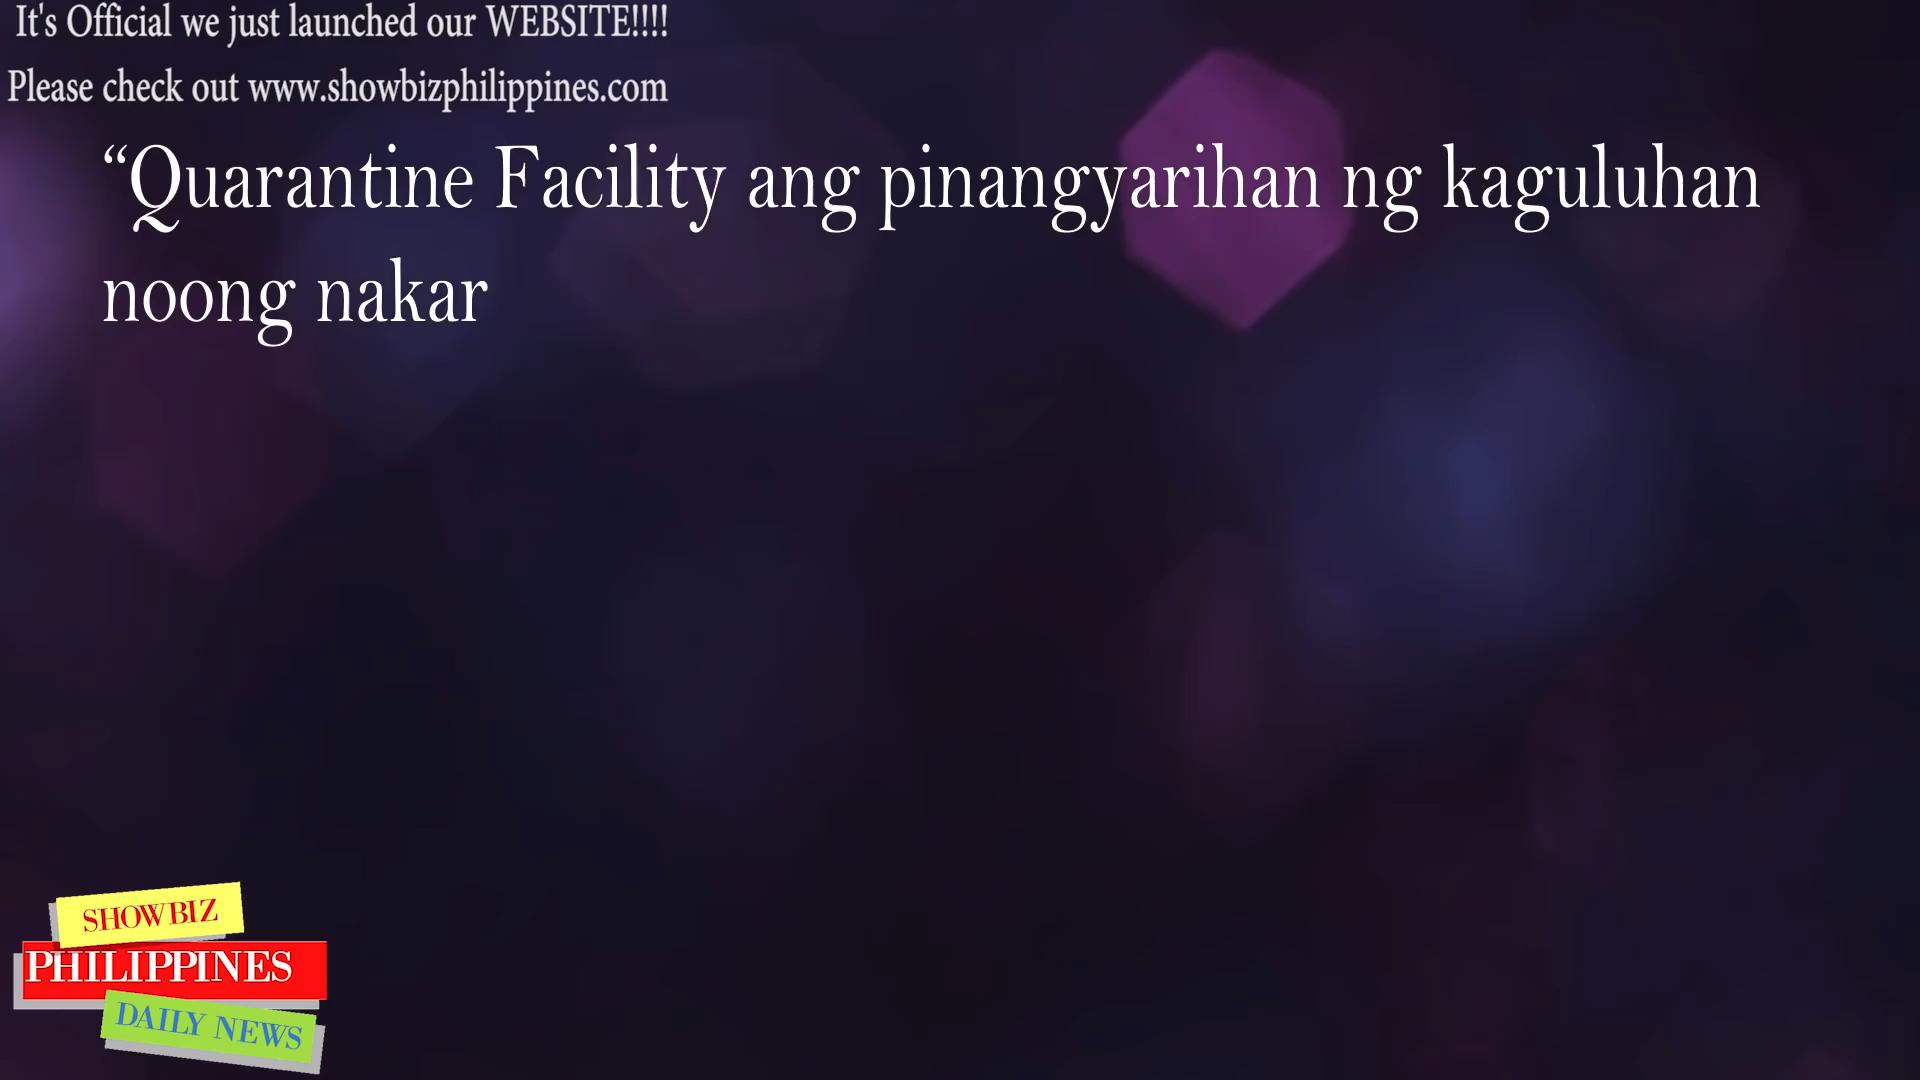 It's Official we just launched our WEBSITE!!!!
Please check out www.showbizphilippines.com
“Quarantine Facility ang pinangyarihan ng kaguluhan
noong nakar
SHOWBIZ
PHILIPPINES
DAILY NEWS